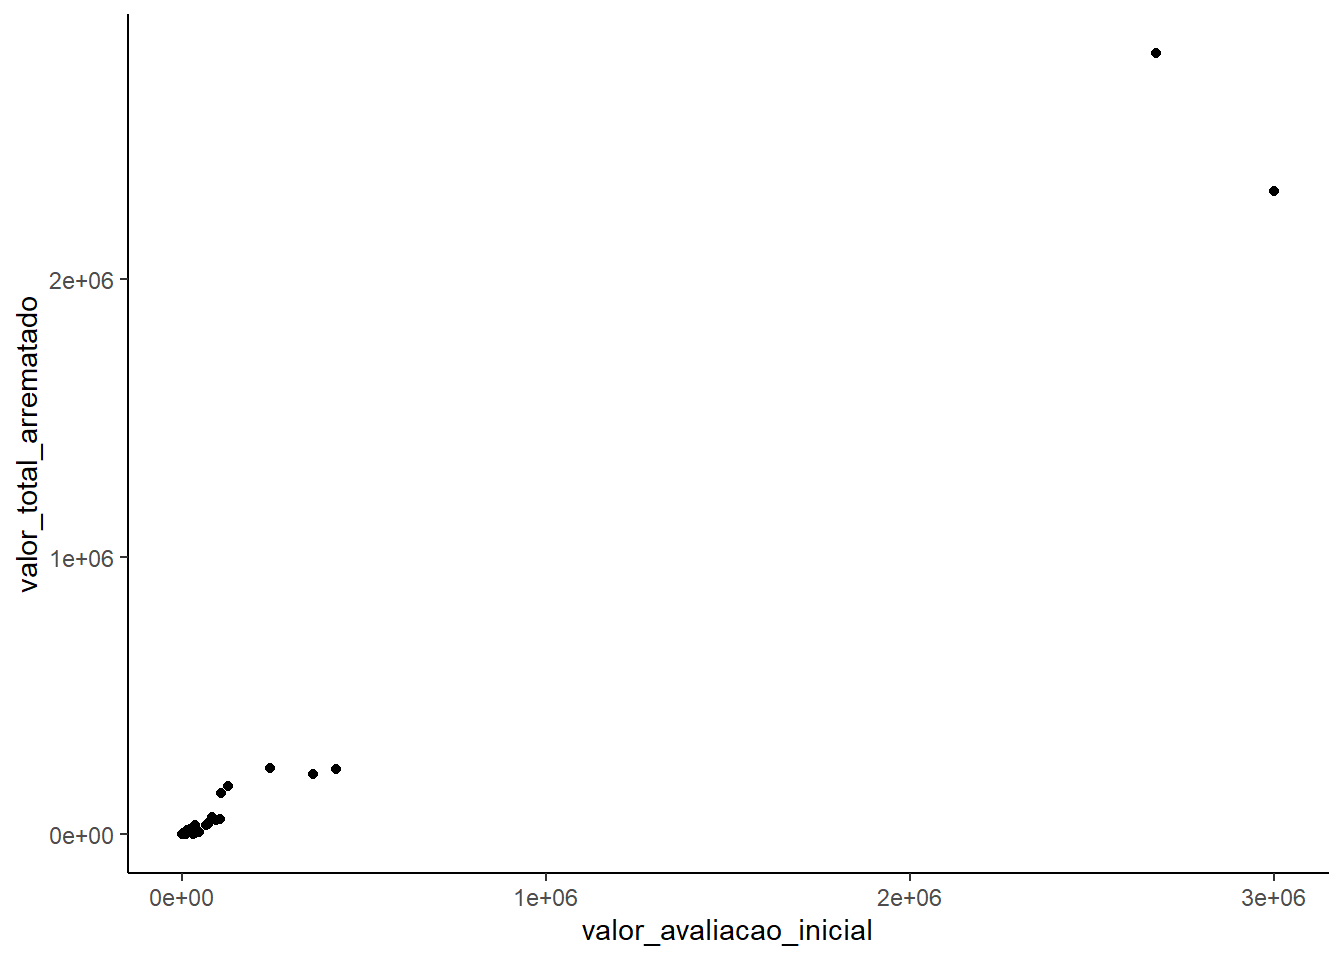 valor_total_arrematado
2e+06
1e+06
0e+00
0e+00 1e+06 2e+06 3e+06
valor_avaliacao_inicial